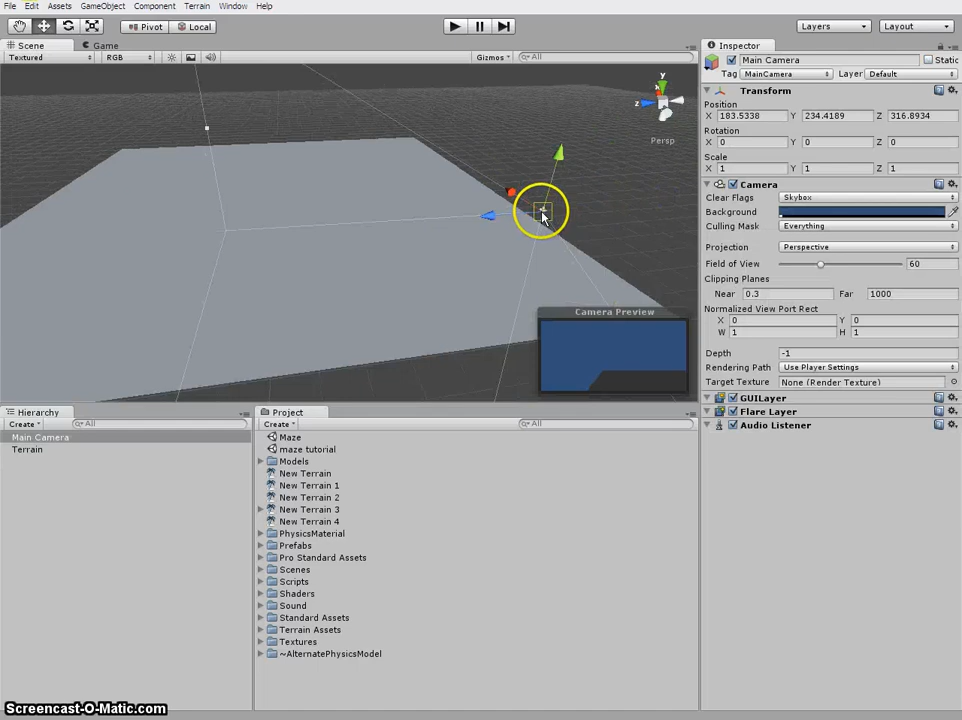 File Edit Assets GameObject Component Terrain Window Help
Pivot Local Layers Layout
Scene Game Inspector
Textured RGB Gizmos All Main Camera Static
Tag MainCamera Layer Default
Transform
Position
X 183.5338 Y 234.4189 Z 316.8934
Rotation
X 0 Y 0 Z 0
Scale
X 1 Y 1 Z 1
y
x
z
Persp
Camera
Clear Flags Skybox
Background
Culling Mask Everything
Projection Perspective
Field of View 60
Clipping Planes
Near 0.3 Far 1000
Normalized View Port Rect
X 0 Y 0
W 1 H 1
Depth -1
Rendering Path Use Player Settings
Target Texture None (Render Texture)
GUILayer
Flare Layer
Audio Listener
Camera Preview
Hierarchy
Create All
Main Camera
Terrain
Project
Create All
Maze
maze tutorial
Models
New Terrain
New Terrain 1
New Terrain 2
New Terrain 3
New Terrain 4
PhysicsMaterial
Prefabs
Pro Standard Assets
Scenes
Scripts
Shaders
Sound
Standard Assets
Terrain Assets
Textures
~AlternatePhysicsModel
Screencast-O-Matic.com